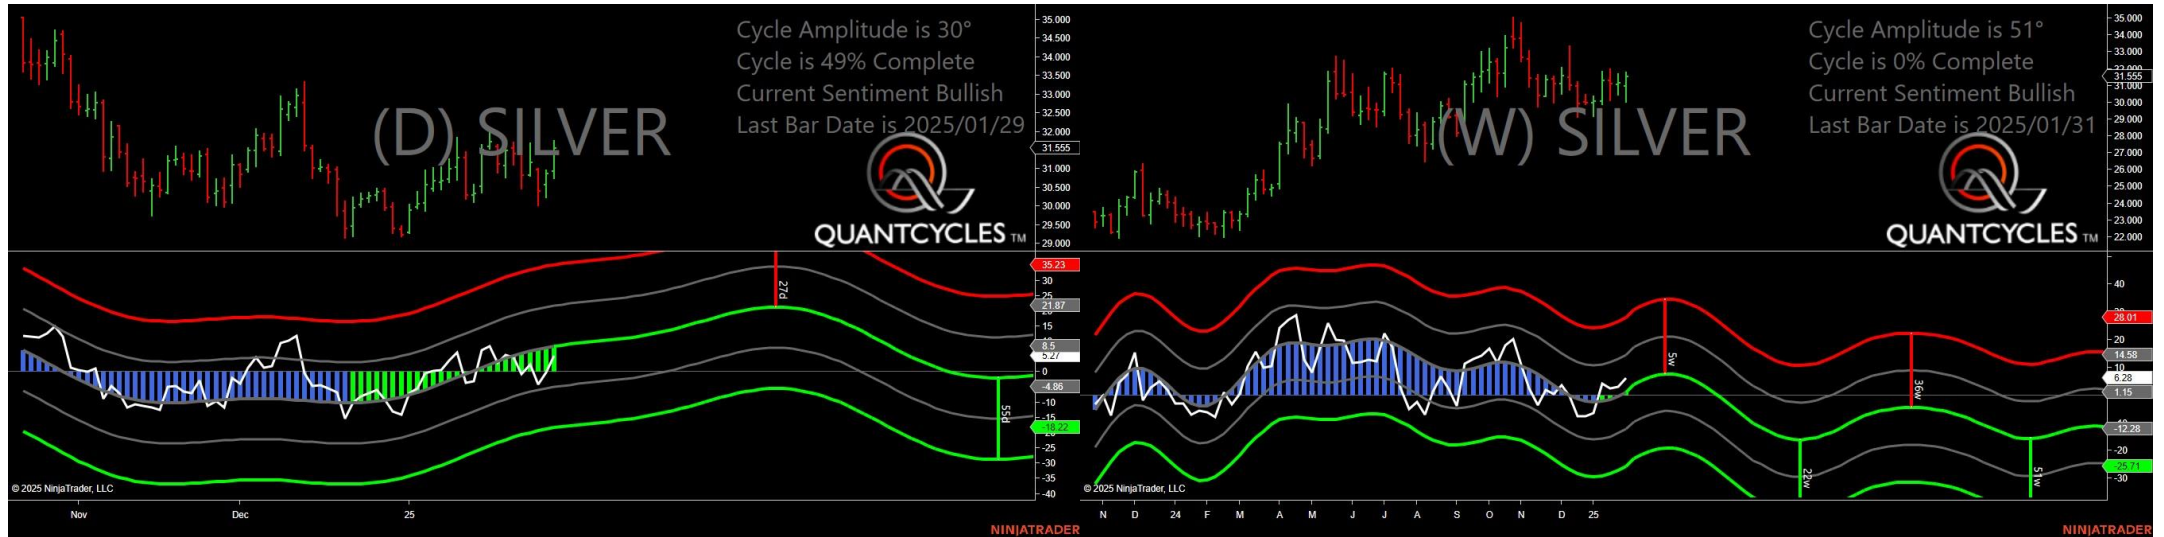 Cycle Amplitude is 30°
Cycle is 49% Complete
Current Sentiment Bullish
Last Bar Date is 2025/01/29
(D) SILVER
QUANTCYCLES TM
35.000
34.500
34.000
33.500
33.000
32.500
32.000
31.555
31.000
30.500
30.000
29.500
29.000
27d
55d
35.23
30
21.87
15
8.5
5.27
0
-4.86
-10
-15
-18.22
-25
-30
-35
-40
© 2025 NinjaTrader, LLC
Nov Dec 25
NINJATRADER
Cycle Amplitude is 51°
Cycle is 0% Complete
Current Sentiment Bullish
Last Bar Date is 2025/01/31
(W) SILVER
QUANTCYCLES TM
35.000
34.000
33.000
31.555
31.000
30.000
29.000
28.000
27.000
26.000
25.000
24.000
23.000
22.000
5w
36w
22w
51w
40
28.01
20
14.58
10
6.28
1.15
-12.28
-20
-25.71
-30
© 2025 NinjaTrader, LLC
N D 24 F M A M J J A S O N D 25
NINJATRADER